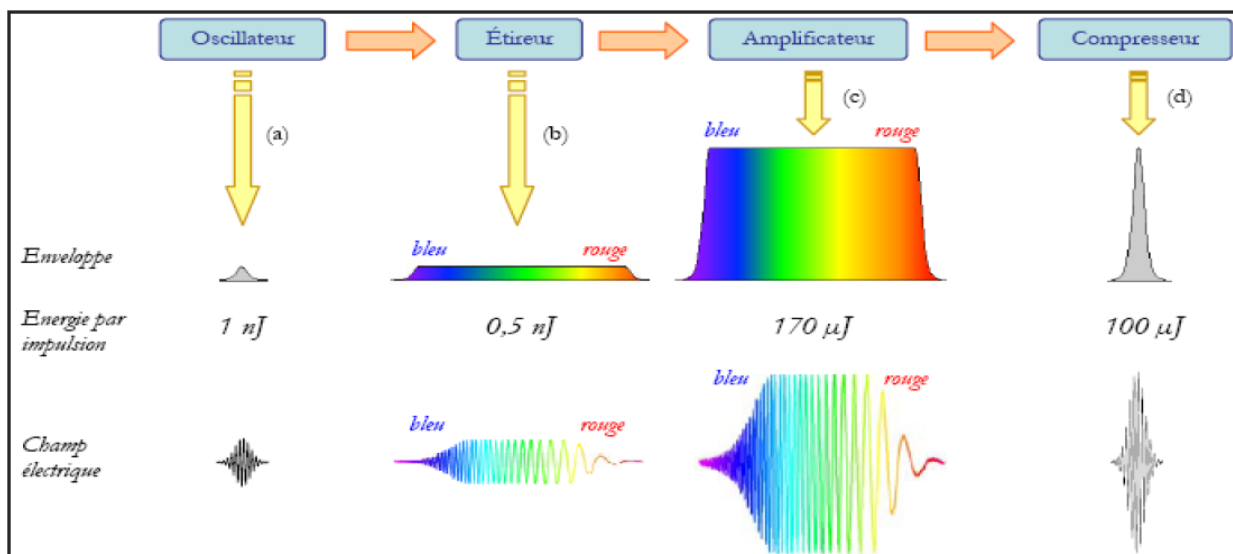 Oscillateur
Étireur
Amplificateur
Compresseur
(a)
(b)
(c)
(d)
bleu
rouge
bleu
rouge
Enveloppe
Energie par
impulsion
1 nJ
0,5 nJ
170 µJ
100 µJ
bleu
rouge
bleu
rouge
Champ
électrique